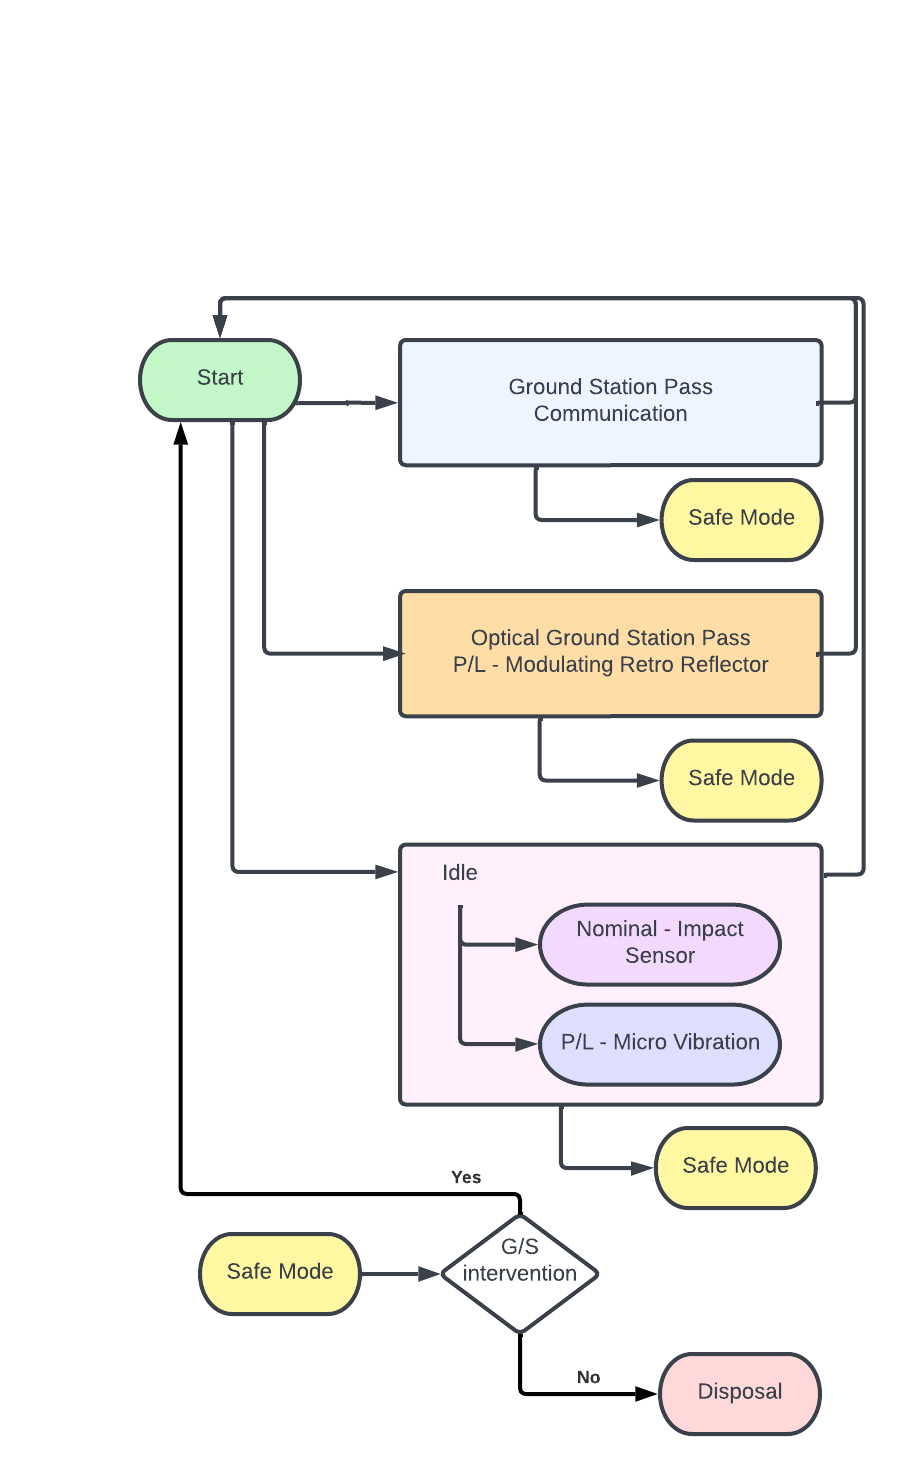 Start
Ground Station Pass
Communication
Safe Mode
Optical Ground Station Pass
P/L - Modulating Retro Reflector
Safe Mode
Idle
Nominal - Impact
Sensor
P/L - Micro Vibration
Safe Mode
Yes
Safe Mode
G/S
intervention
No
Disposal